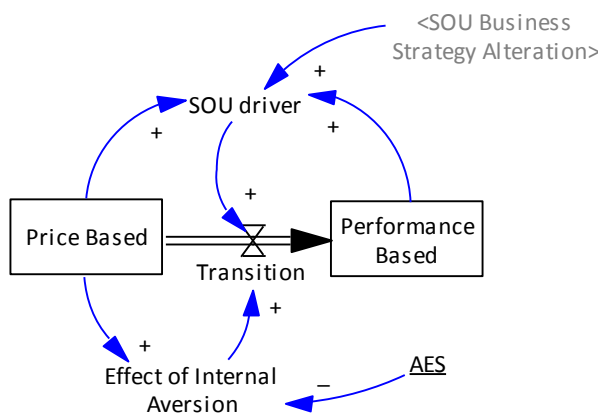 <SOU Business
Strategy Alteration>
+
SOU driver
+
+
+
Price Based
Performance
Based
Transition
+
+
Effect of Internal
Aversion
–
AES